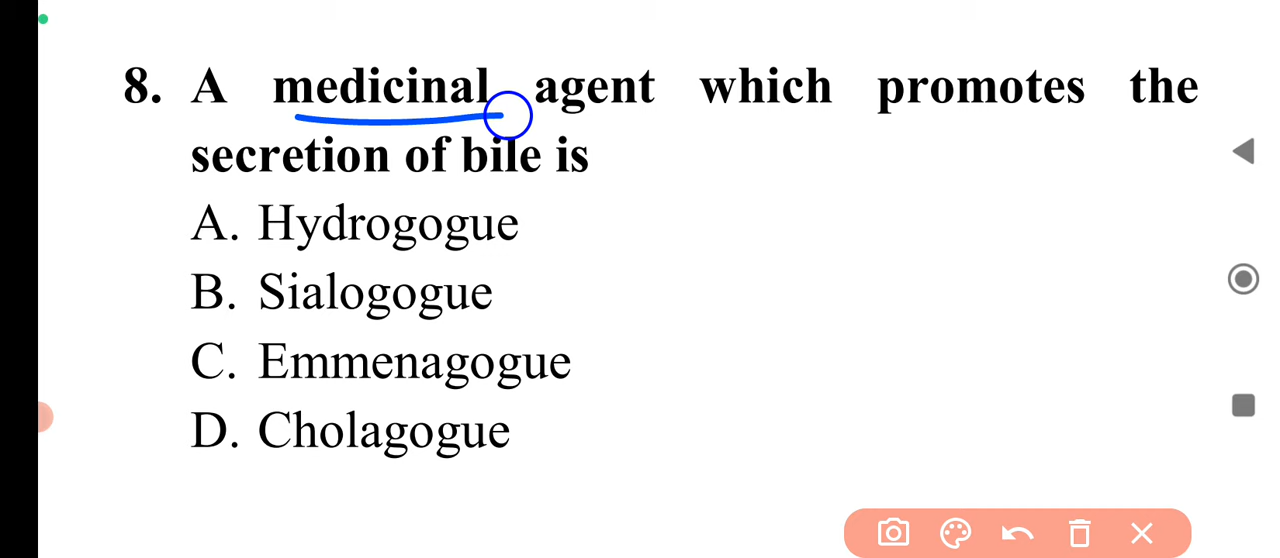 8. A medicinal agent which promotes the
secretion of bile is
A. Hydrogogue
B. Sialogogue
C. Emmenagogue
D. Cholagogue